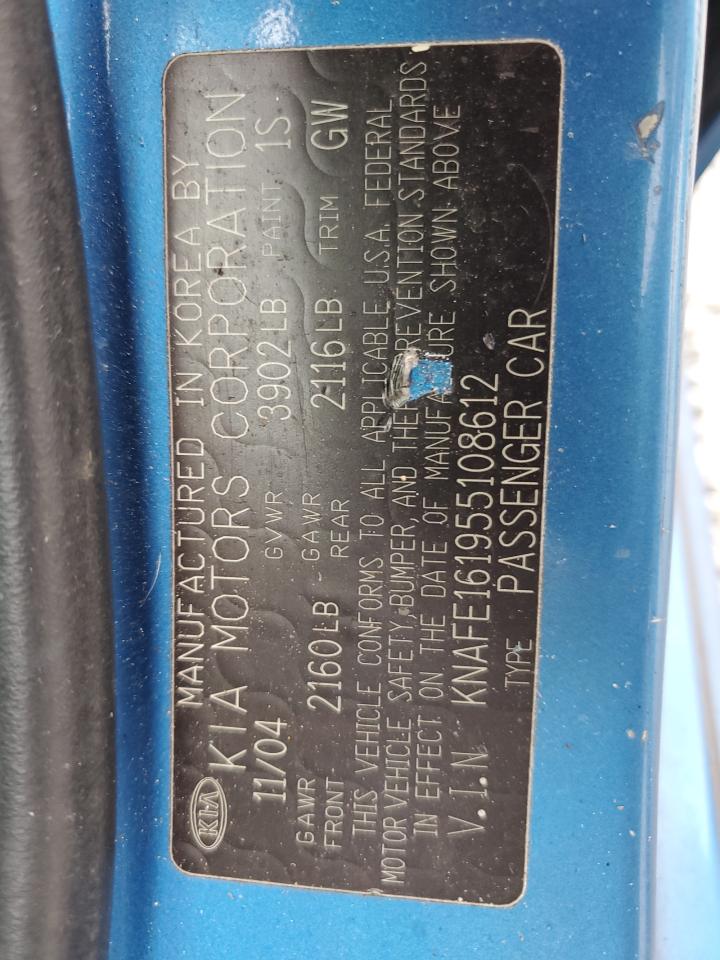 KIA
MANUFACTURED IN KOREA BY
KIA MOTORS CORPORATION
11/04 GVWR 3902LB PAINT 1S
GAWR FRONT 2160LB GAWR REAR 2116LB TRIM GW
THIS VEHICLE CONFORMS TO ALL APPLICABLE U.S.A. FEDERAL
MOTOR VEHICLE SAFETY, BUMPER, AND PREVENTION STANDARDS
IN EFFECT ON THE DATE OF MANUFACTURE SHOWN ABOVE
V.I.N KNAFE161955108612
TYPE PASSENGER CAR